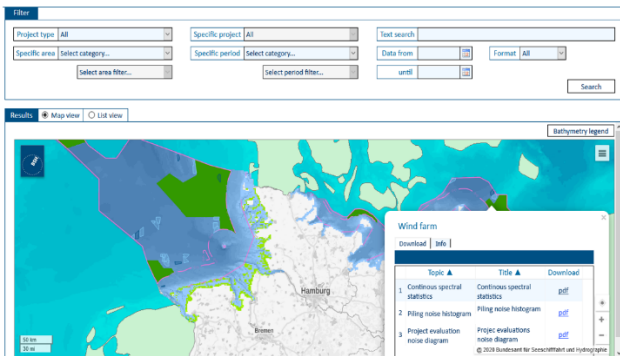 Filter
Project type All Specific project All Text search
Specific area Select category... Specific period Select category... Data from Format All
Select area filter... Select period filter... until
Search
Results Map view List view
Bathymetry legend
Wind farm
Download Info
Topic ▲ Title ▲ Download
1 Continous spectral statistics Continous spectral statistics pdf
2 Piling noise histogram Piling noise histogram pdf
3 Project evaluation noise diagram Projec evaluations noise diagram pdf
Hamburg
Bremen
50 km
30 mi
© 2020 Bundesamt für Seeschifffahrt und Hydrographie